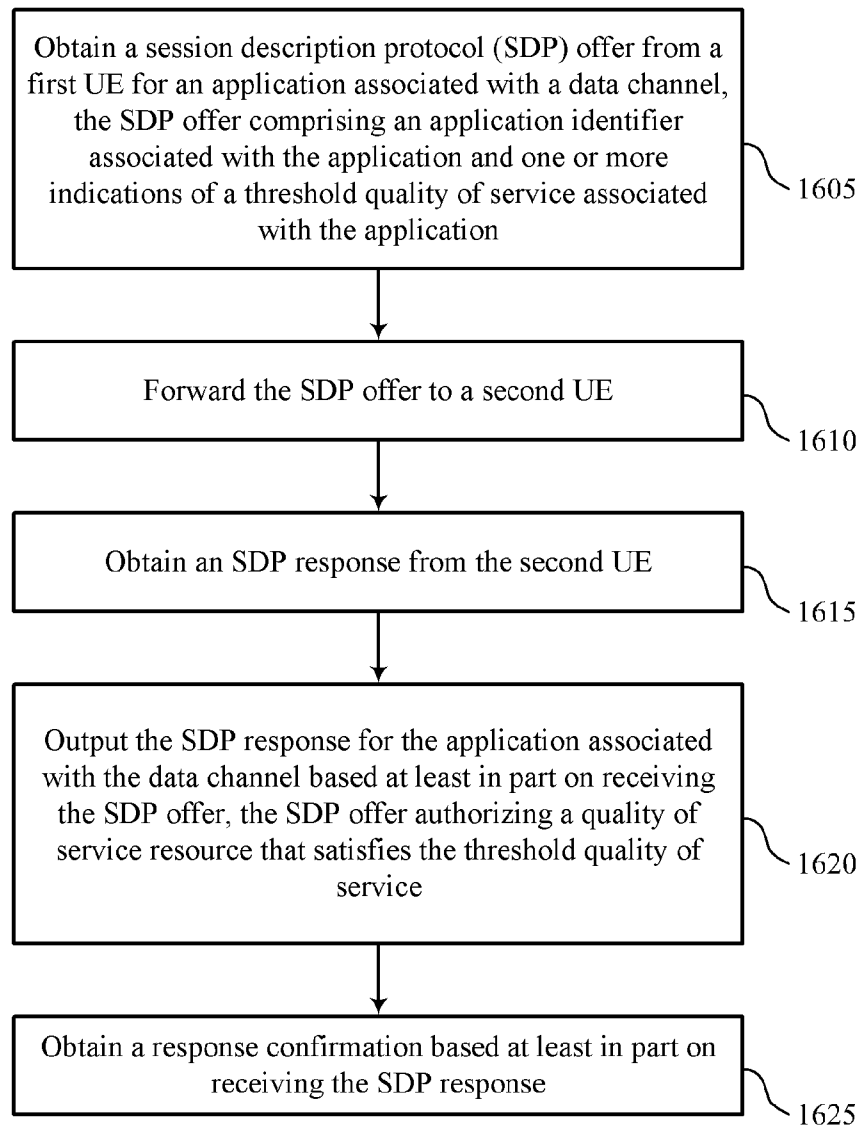 Obtain a session description protocol (SDP) offer from a
first UE for an application associated with a data channel,
the SDP offer comprising an application identifier
associated with the application and one or more
indications of a threshold quality of service associated
with the application
1605
Forward the SDP offer to a second UE
1610
Obtain an SDP response from the second UE
1615
Output the SDP response for the application associated
with the data channel based at least in part on receiving
the SDP offer, the SDP offer authorizing a quality of
service resource that satisfies the threshold quality of
service
1620
Obtain a response confirmation based at least in part on
receiving the SDP response
1625